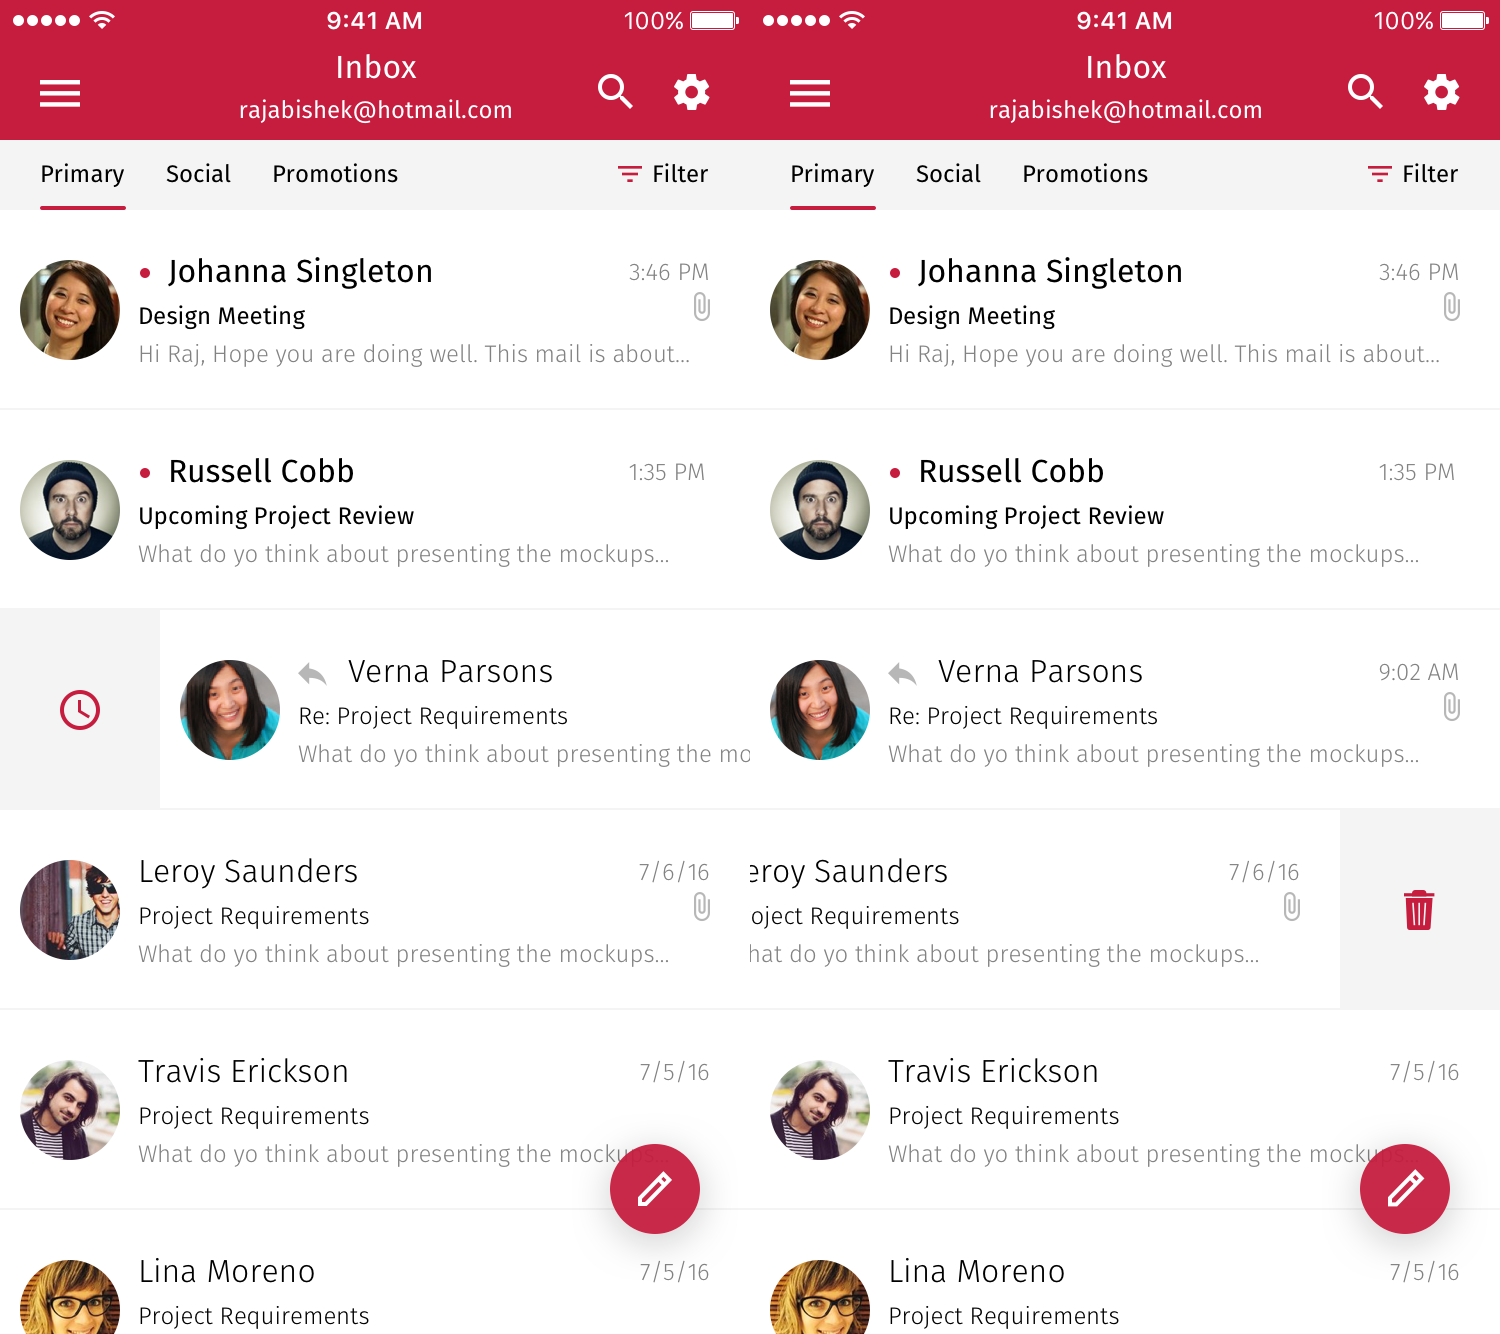 9:41 AM 100%
Inbox
rajabishek@hotmail.com
Primary Social Promotions Filter
Johanna Singleton 3:46 PM
Design Meeting
Hi Raj, Hope you are doing well. This mail is about...
Russell Cobb 1:35 PM
Upcoming Project Review
What do yo think about presenting the mockups...
Verna Parsons
Re: Project Requirements
What do yo think about presenting the mo
Leroy Saunders 7/6/16
Project Requirements
What do yo think about presenting the mockups...
Travis Erickson 7/5/16
Project Requirements
What do yo think about presenting the mockups...
Lina Moreno 7/5/16
Project Requirements
9:41 AM 100%
Inbox
rajabishek@hotmail.com
Primary Social Promotions Filter
Johanna Singleton 3:46 PM
Design Meeting
Hi Raj, Hope you are doing well. This mail is about...
Russell Cobb 1:35 PM
Upcoming Project Review
What do yo think about presenting the mockups...
Verna Parsons 9:02 AM
Re: Project Requirements
What do yo think about presenting the mockups...
eroy Saunders 7/6/16
oject Requirements
hat do yo think about presenting the mockups...
Travis Erickson 7/5/16
Project Requirements
What do yo think about presenting the mockups...
Lina Moreno 7/5/16
Project Requirements